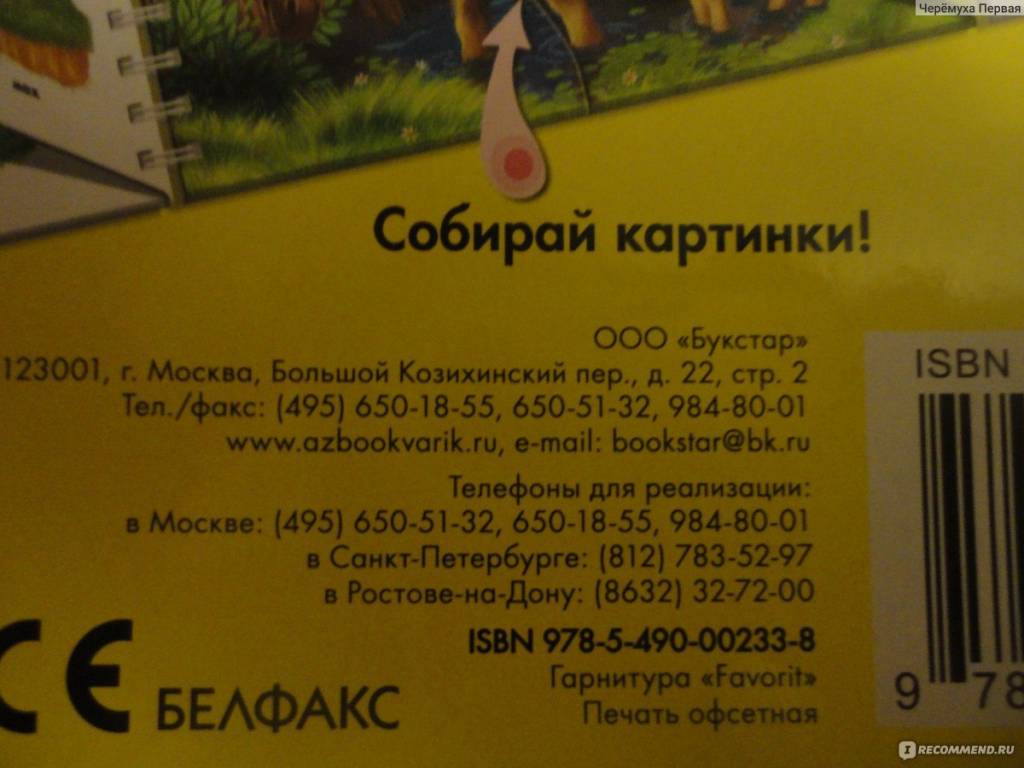 Черёмуха Первая
Собирай картинки!
ООО «Букстар»
123001, г. Москва, Большой Козихинский пер., д. 22, стр. 2
Тел./факс: (495) 650-18-55, 650-51-32, 984-80-01
www.azbookvarik.ru, e-mail: bookstar@bk.ru
Телефоны для реализации:
в Москве: (495) 650-51-32, 650-18-55, 984-80-01
в Санкт-Петербурге: (812) 783-52-97
в Ростове-на-Дону: (8632) 32-72-00
ISBN 978-5-490-00233-8
Гарнитура «Favorit»
Печать офсетная
CE БЕЛФАКС
ISBN
9 78
IRECOMMEND.RU